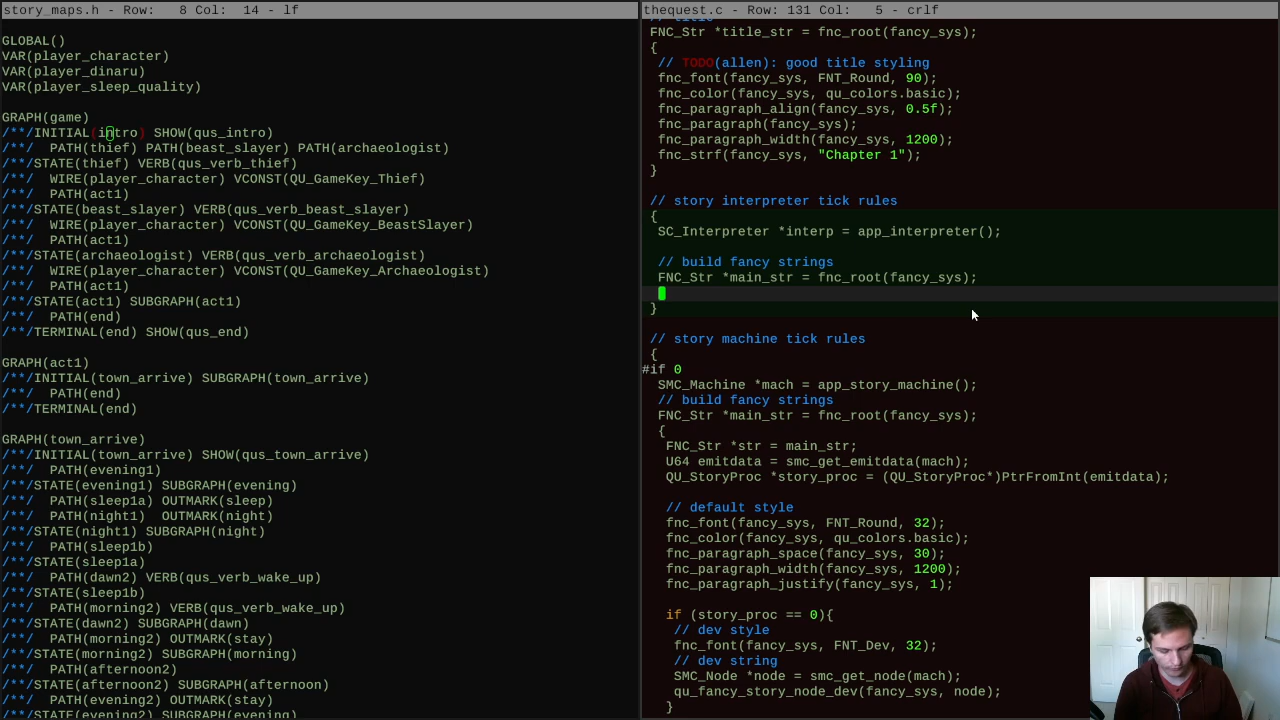 story_maps.h - Row:   8 Col:  14 - lf
GLOBAL()
VAR(player_character)
VAR(player_dinaru)
VAR(player_sleep_quality)
GRAPH(game)
/**/INITIAL(intro) SHOW(qus_intro)
/**/  PATH(thief) PATH(beast_slayer) PATH(archaeologist)
/**/STATE(thief) VERB(qus_verb_thief)
/**/  WIRE(player_character) VCONST(QU_GameKey_Thief)
/**/  PATH(act1)
/**/STATE(beast_slayer) VERB(qus_verb_beast_slayer)
/**/  WIRE(player_character) VCONST(QU_GameKey_BeastSlayer)
/**/  PATH(act1)
/**/STATE(archaeologist) VERB(qus_verb_archaeologist)
/**/  WIRE(player_character) VCONST(QU_GameKey_Archaeologist)
/**/  PATH(act1)
/**/STATE(act1) SUBGRAPH(act1)
/**/  PATH(end)
/**/TERMINAL(end) SHOW(qus_end)
GRAPH(act1)
/**/INITIAL(town_arrive) SUBGRAPH(town_arrive)
/**/  PATH(end)
/**/TERMINAL(end)
GRAPH(town_arrive)
/**/INITIAL(town_arrive) SHOW(qus_town_arrive)
/**/  PATH(evening1)
/**/STATE(evening1) SUBGRAPH(evening)
/**/  PATH(sleep1a) OUTMARK(sleep)
/**/  PATH(night1)  OUTMARK(night)
/**/STATE(night1) SUBGRAPH(night)
/**/  PATH(sleep1b)
/**/STATE(sleep1a)
/**/  PATH(dawn2) VERB(qus_verb_wake_up)
/**/STATE(sleep1b)
/**/  PATH(morning2) VERB(qus_verb_wake_up)
/**/STATE(dawn2) SUBGRAPH(dawn)
/**/  PATH(morning2) OUTMARK(stay)
/**/STATE(morning2) SUBGRAPH(morning)
/**/  PATH(afternoon2)
/**/STATE(afternoon2) SUBGRAPH(afternoon)
/**/  PATH(evening2) OUTMARK(stay)
/**/STATE(evening2) SUBGRAPH(evening)
thequest.c - Row: 131 Col:   5 - crlf
// title
FNC_Str *title_str = fnc_root(fancy_sys);
{
// TODO(allen): good title styling
fnc_font(fancy_sys, FNT_Round, 90);
fnc_color(fancy_sys, qu_colors.basic);
fnc_paragraph_align(fancy_sys, 0.5f);
fnc_paragraph(fancy_sys);
fnc_paragraph_width(fancy_sys, 1200);
fnc_strf(fancy_sys, "Chapter 1");
}
// story interpreter tick rules
{
SC_Interpreter *interp = app_interpreter();
// build fancy strings
FNC_Str *main_str = fnc_root(fancy_sys);
}
// story machine tick rules
{
#if 0
SMC_Machine *mach = app_story_machine();
// build fancy strings
FNC_Str *main_str = fnc_root(fancy_sys);
{
FNC_Str *str = main_str;
U64 emitdata = smc_get_emitdata(mach);
QU_StoryProc *story_proc = (QU_StoryProc*)PtrFromInt(emitdata);
// default style
fnc_font(fancy_sys, FNT_Round, 32);
fnc_color(fancy_sys, qu_colors.basic);
fnc_paragraph_space(fancy_sys, 30);
fnc_paragraph_width(fancy_sys, 1200);
fnc_paragraph_justify(fancy_sys, 1);
if (story_proc == 0){
// dev style
fnc_font(fancy_sys, FNT_Dev, 32);
// dev string
SMC_Node *node = smc_get_node(mach);
qu_fancy_story_node_dev(fancy_sys, node);
}